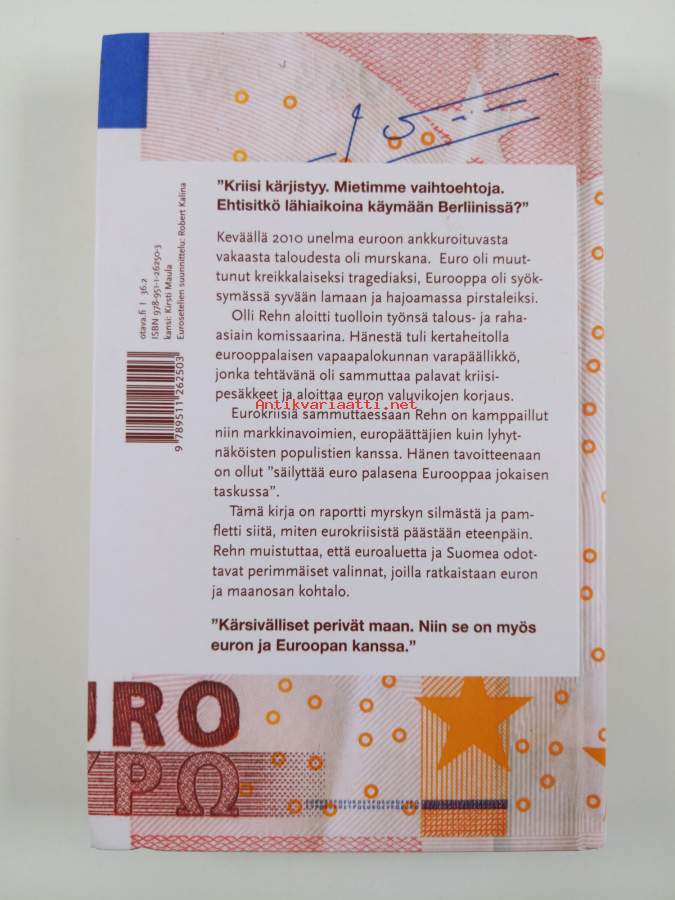 "Kriisi kärjistyy. Mietimme vaihtoehtoja.
Ehtisitkö lähiaikoina käymään Berliinissä?"
Keväällä 2010 unelma euroon ankkuroituvasta
vakaasta taloudesta oli murskana. Euro oli muut-
tunut kreikkalaiseksi tragediaksi, Eurooppa oli syök-
symässä syvään lamaan ja hajoamassa pirstaleiksi.
Olli Rehn aloitti tuolloin työnsä talous- ja raha-
asiain komissaarina. Hänestä tuli kertaheitolla
eurooppalaisen vapaapalokunnan varapäällikkö,
jonka tehtävänä oli sammuttaa palavat kriisi-
pesäkkeet ja aloittaa euron valuvikojen korjaus.
Eurokriisiä sammuttaessaan Rehn on kamppaillut
niin markkinavoimien, europäättäjien kuin lyhyt-
näköisten populistien kanssa. Hänen tavoitteenaan
on ollut "säilyttää euro palasena Eurooppaa jokaisen
taskussa".
Tämä kirja on raportti myrskyn silmästä ja pam-
fletti siitä, miten eurokriisistä päästään eteenpäin.
Rehn muistuttaa, että euroaluetta ja Suomea odot-
tavat perimmäiset valinnat, joilla ratkaistaan euron
ja maanosan kohtalo.
"Kärsivälliset perivät maan. Niin se on myös
euron ja Euroopan kanssa."
otava.fi | 36.2
ISBN 978-951-1-26250-3
kansi: Kirsti Maula
Eurosetelien suunnittelu: Robert Kalina
9 789511 262503
Antikvariaatti.net
URO
ΥΡΩ